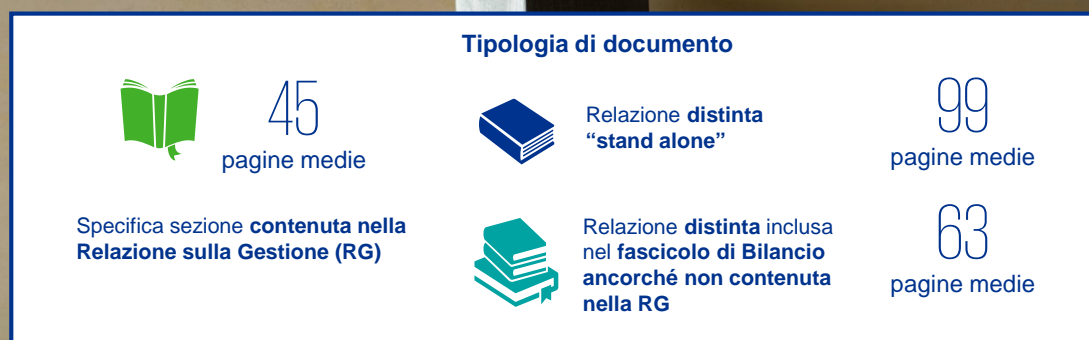 Tipologia di documento
45
pagine medie
Specifica sezione contenuta nella
Relazione sulla Gestione (RG)
Relazione distinta
“stand alone”
99
pagine medie
Relazione distinta inclusa
nel fascicolo di Bilancio
ancorché non contenuta
nella RG
63
pagine medie